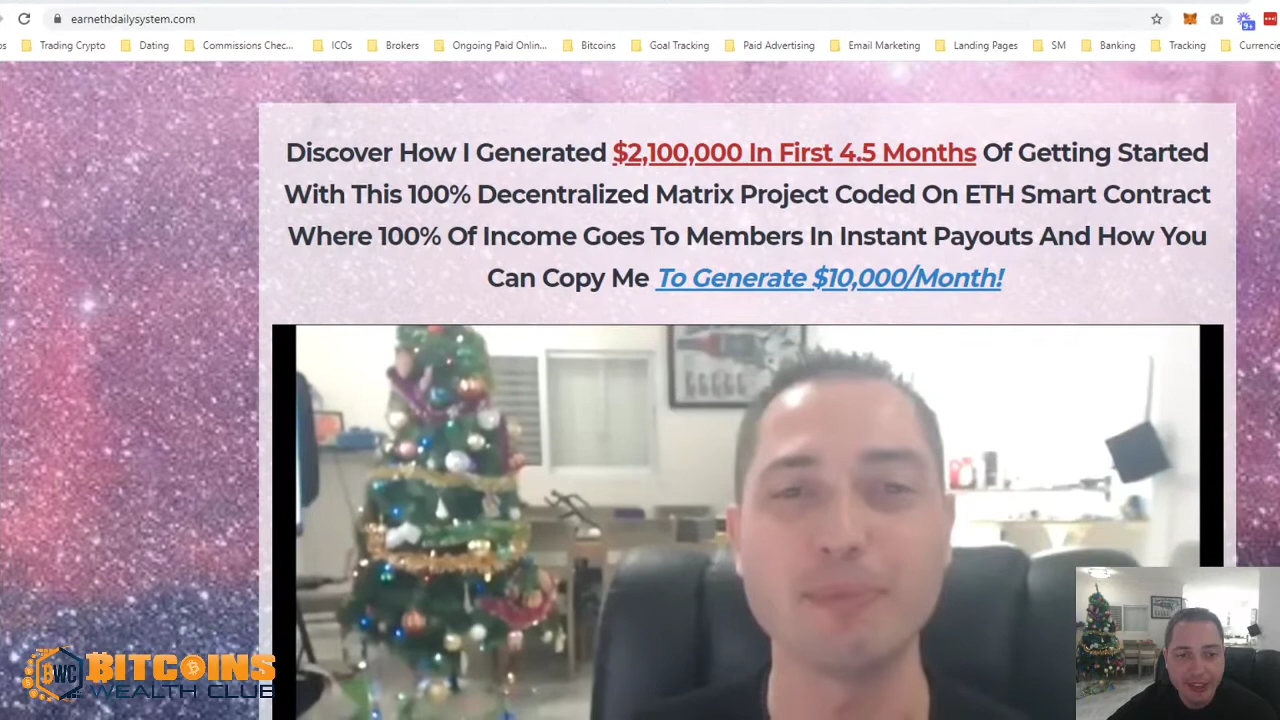 earnethdailysystem.com
Trading Crypto
Dating
Commissions Chec...
ICOs
Brokers
Ongoing Paid Onlin...
Bitcoins
Goal Tracking
Paid Advertising
Email Marketing
Landing Pages
SM
Banking
Tracking
Currencie
9+
Discover How I Generated $2,100,000 In First 4.5 Months Of Getting Started
With This 100% Decentralized Matrix Project Coded On ETH Smart Contract
Where 100% Of Income Goes To Members In Instant Payouts And How You
Can Copy Me To Generate $10,000/Month!
BWC
BITCOINS
WEALTH CLUB